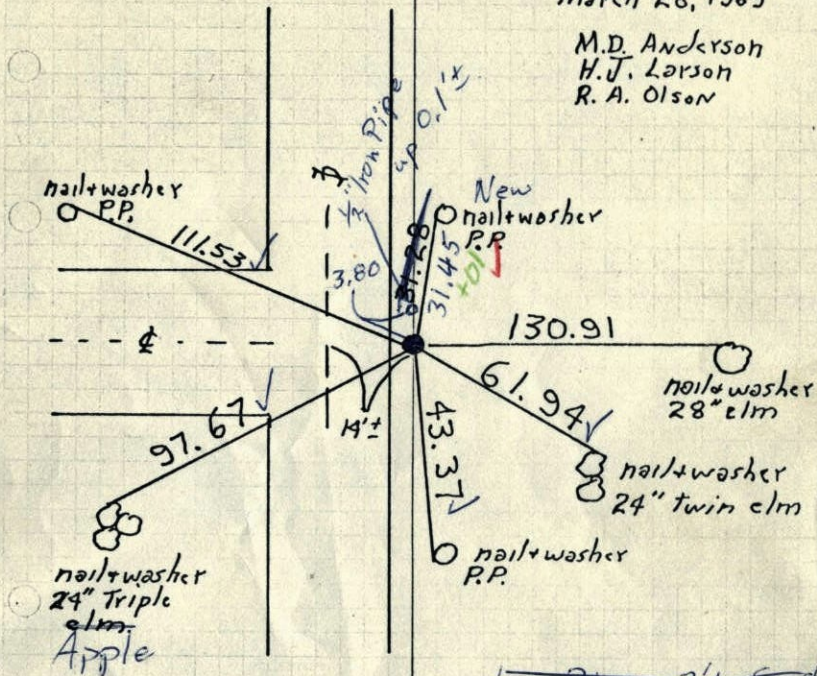 M.D. Anderson
H.J. Larson
R. A. Olson
1/2" Iron Pipe
up 0.1'±
nail+washer
P.P.
New
nail+washer
P.P.
111.53
3.80
31.45
+01
130.91
nail+washer
28" elm
61.94
14'±
43.37
97.67
nail+washer
24" twin elm
nail+washer
P.P.
nail+washer
24" Triple
elm
Apple